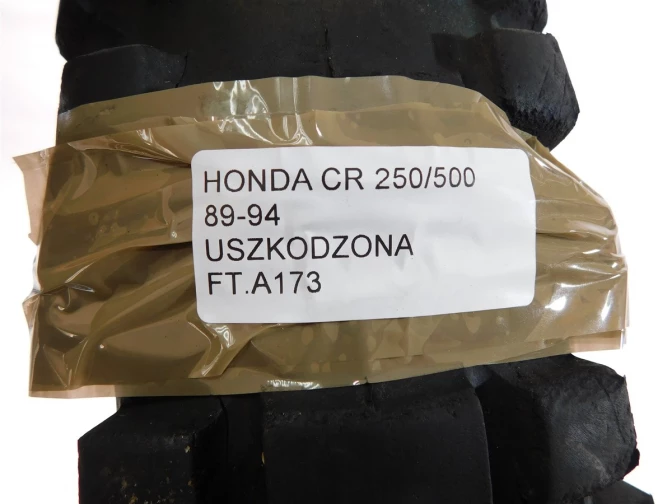 HONDA CR 250/500
89-94
USZKODZONA
FT.A173